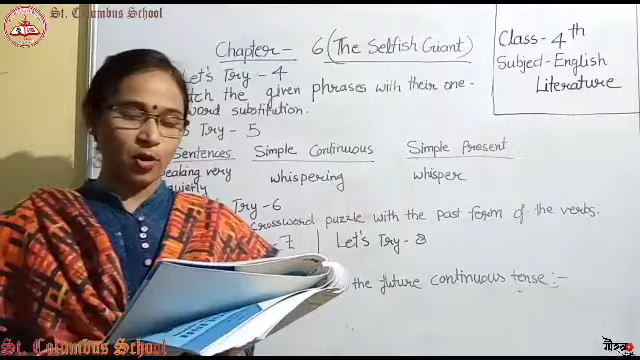 St. Columbus School
Chapter- 6 (The Selfish Giant)
Class- 4th
Subject- English
Literature
Let's Try - 4
the given phrases with their one-
word substitution.
Try - 5
Sentences Simple Continuous Simple Present
very whispering whisper
quietly
Try - 6
crossword puzzle with the past form of the verbs.
- 7 Let's Try - 8
the future continuous tense :-
St. Columbus School